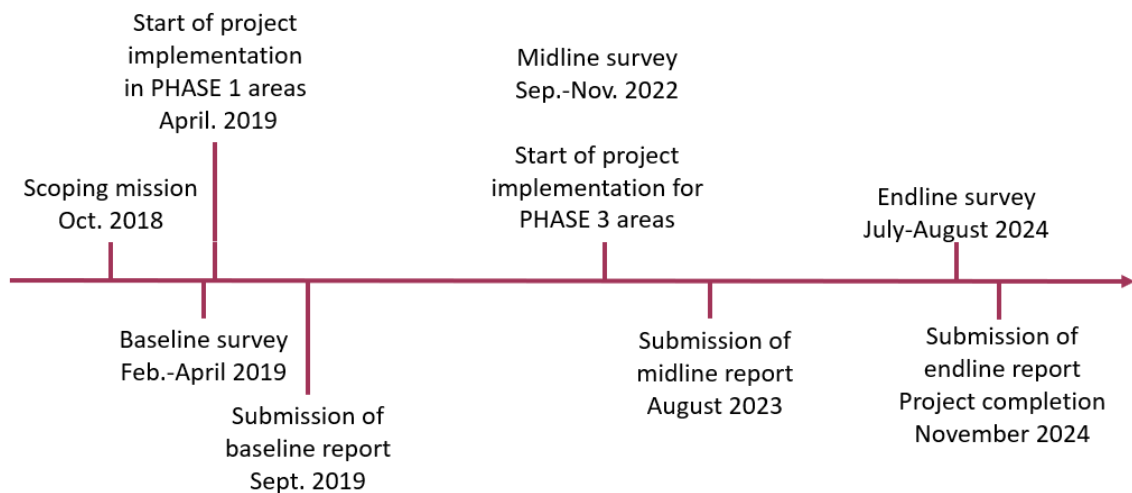 Start of project
implementation
in PHASE 1 areas
April. 2019
Midline survey
Sep.-Nov. 2022
Scoping mission
Oct. 2018
Start of project
implementation for
PHASE 3 areas
Endline survey
July-August 2024
Baseline survey
Feb.-April 2019
Submission of
baseline report
Sept. 2019
Submission of
midline report
August 2023
Submission of
endline report
Project completion
November 2024